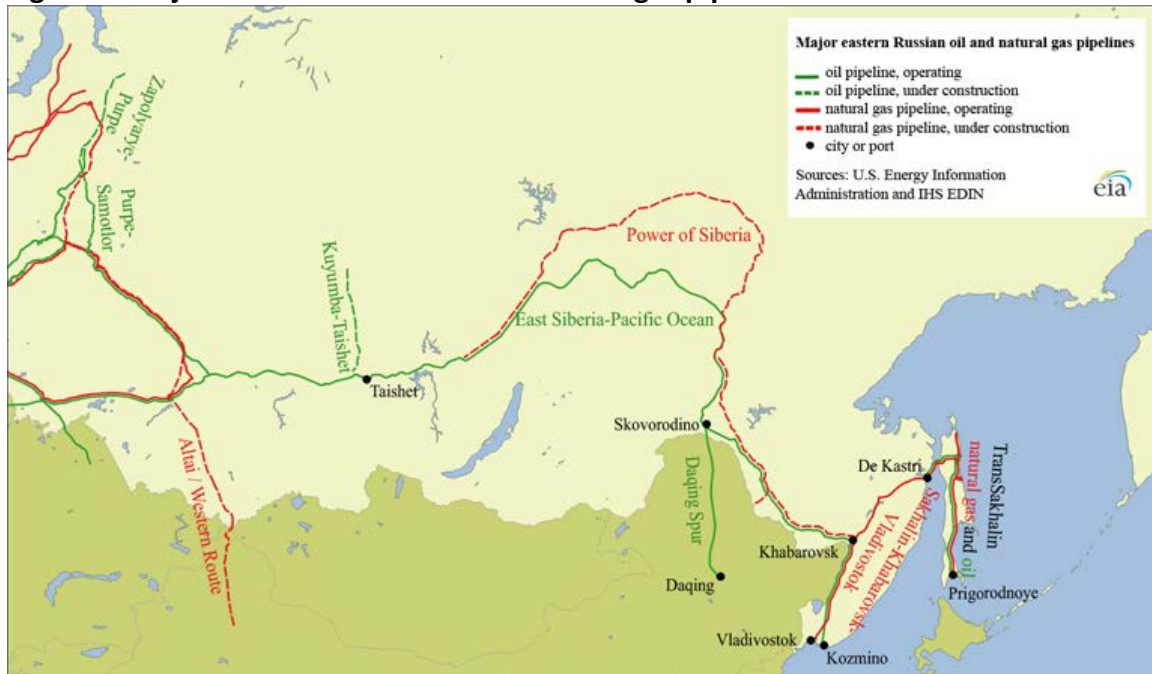 Major eastern Russian oil and natural gas pipelines
oil pipeline, operating
oil pipeline, under construction
natural gas pipeline, operating
natural gas pipeline, under construction
city or port
Sources: U.S. Energy Information
Administration and IHS EDIN
eia
Zapolyarye-
Purpe
Purpe-
Samotlor
Kuyumba-Taishet
Taishet
Power of Siberia
East Siberia-Pacific Ocean
Altai / Western Route
Skovorodino
Daqing Spur
Daqing
De Kastri
Khabarovsk
Sakhalin-Khabarovsk-
Vladivostok
TransSakhalin
natural gas and oil
Prigorodnoye
Vladivostok
Kozmino